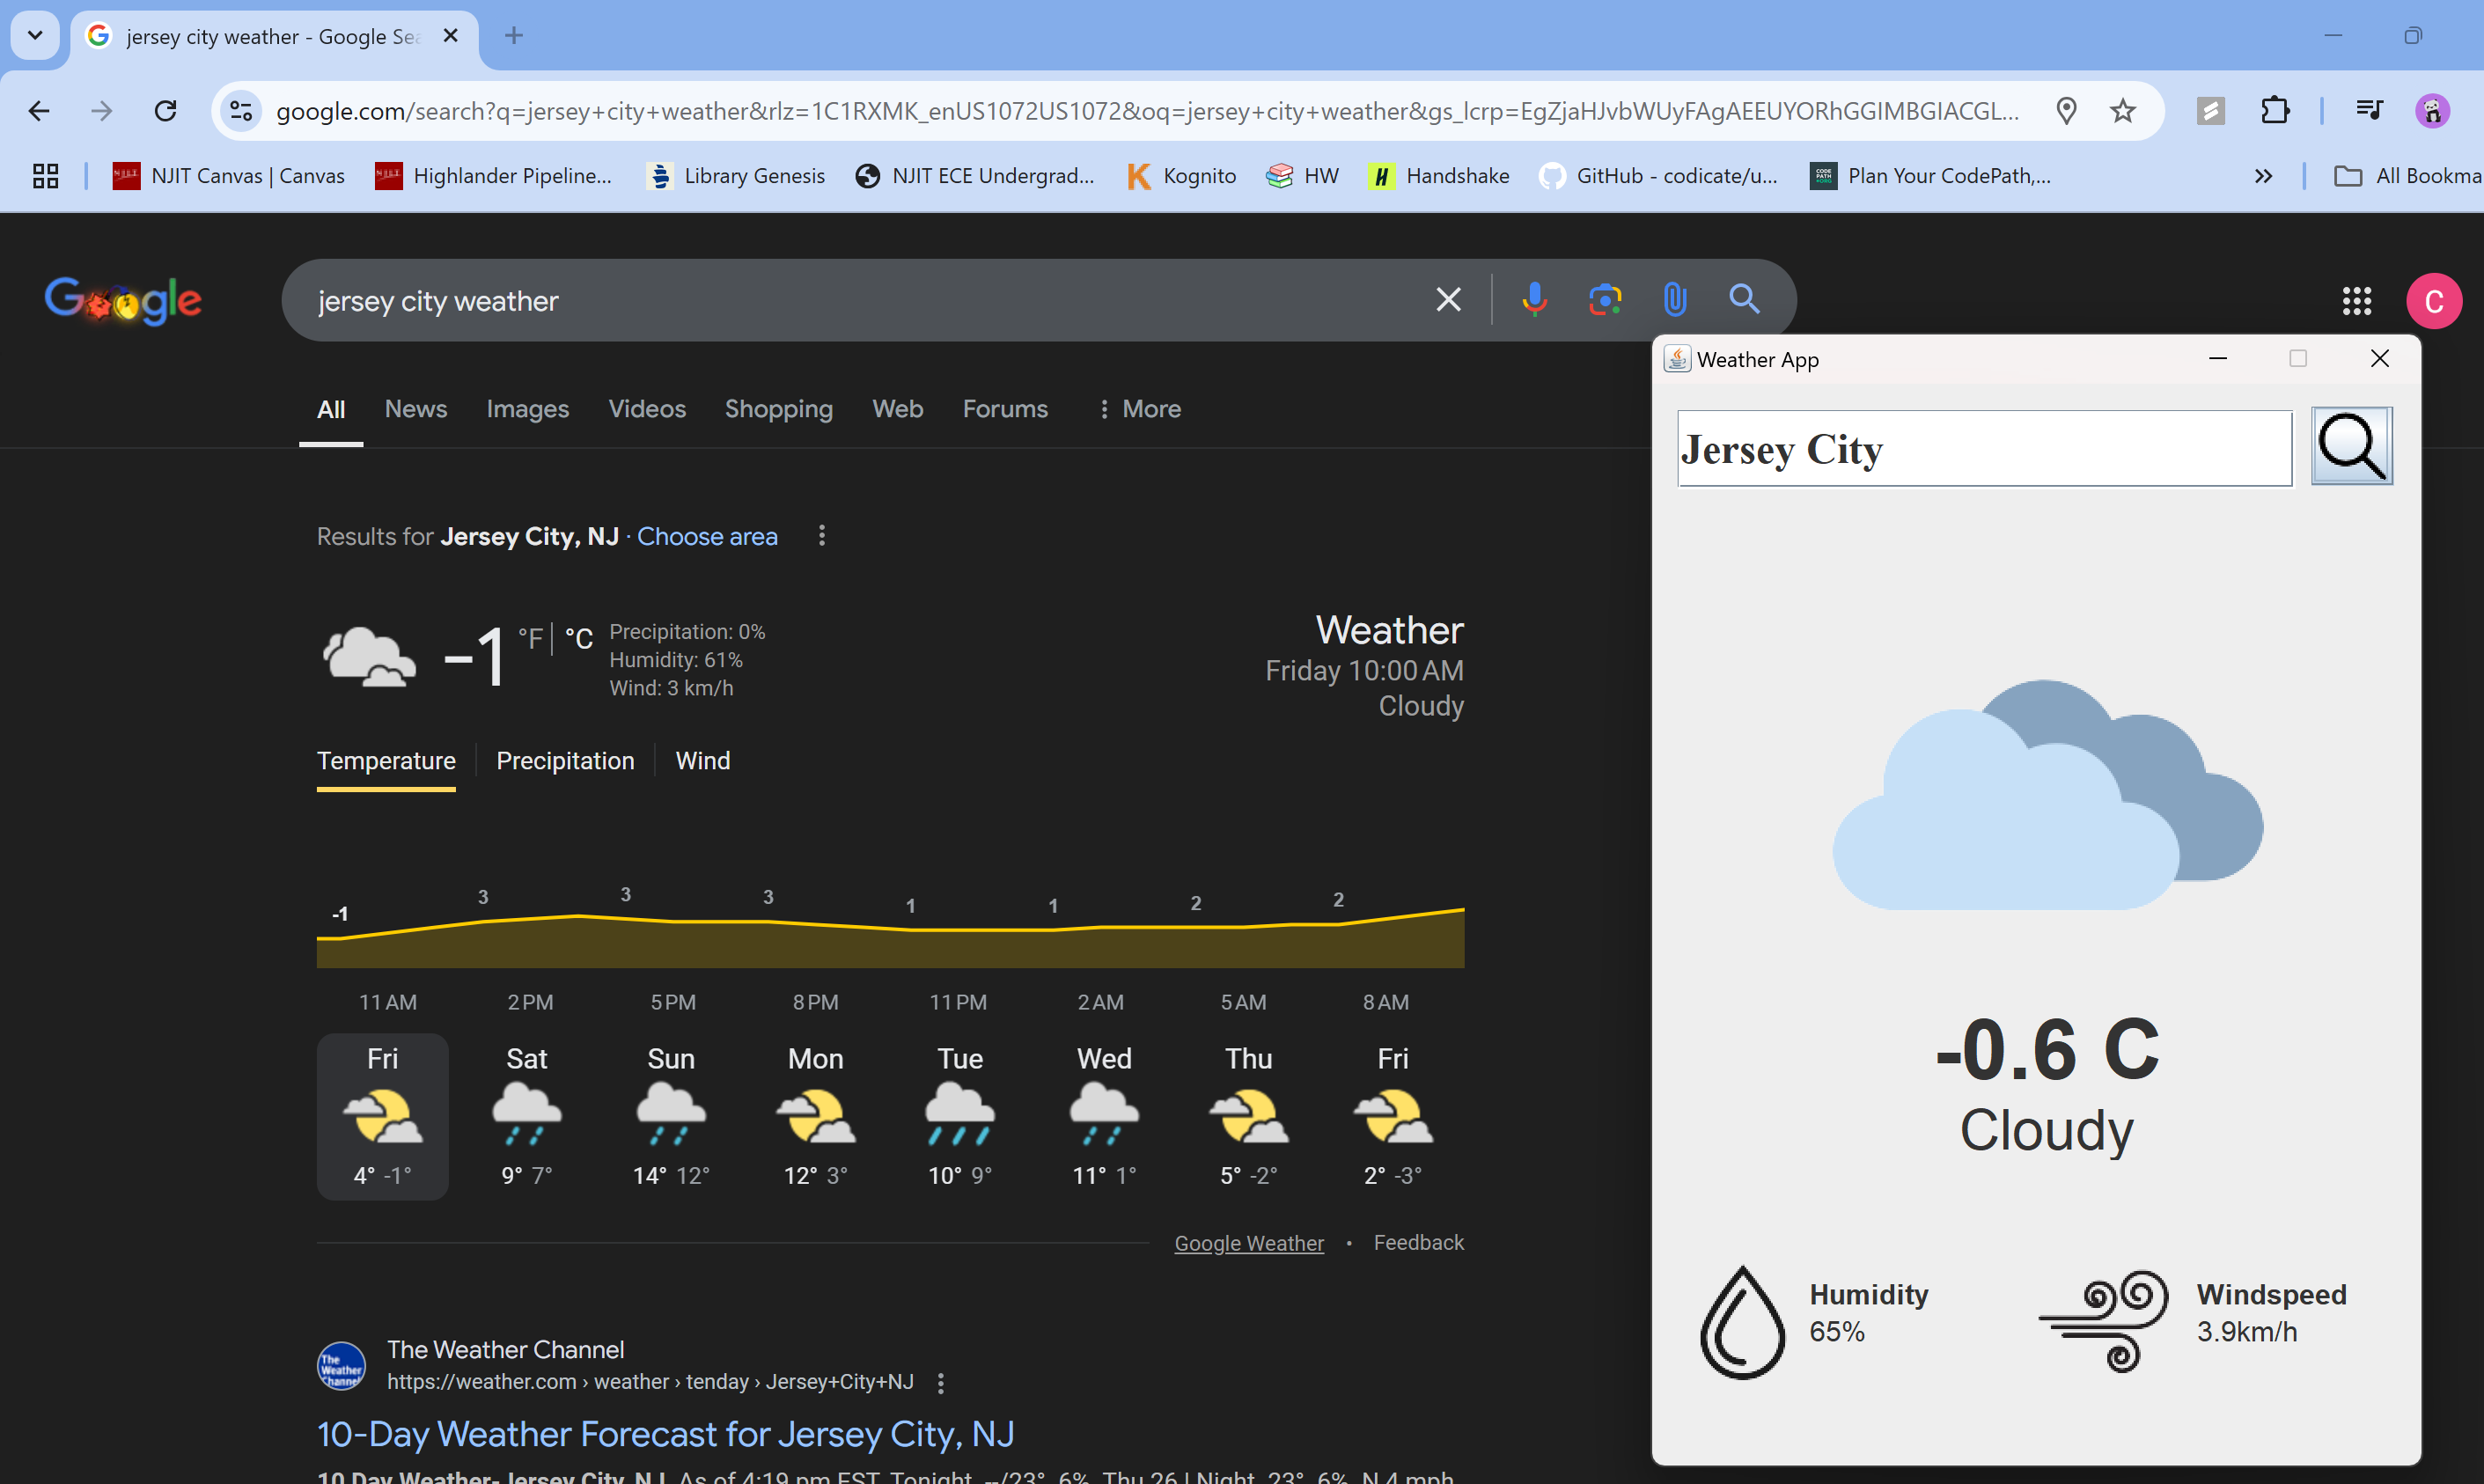 jersey city weather - Google Sea
google.com/search?q=jersey+city+weather&rlz=1C1RXMK_enUS1072US1072&oq=jersey+city+weather&gs_lcrp=EgZjaHJvbWUyFAgAEEUYORhGGIMBGIACGL...
NJIT Canvas | Canvas
Highlander Pipeline...
Library Genesis
NJIT ECE Undergrad...
Kognito
HW
Handshake
GitHub - codicate/u...
Plan Your CodePath,...
All Bookma
Google
jersey city weather
C
All News Images Videos Shopping Web Forums More
Results for Jersey City, NJ · Choose area
-1 °F | °C
Precipitation: 0%
Humidity: 61%
Wind: 3 km/h
Weather
Friday 10:00 AM
Cloudy
Temperature Precipitation Wind
-1 3 3 3 1 1 2 2
11 AM 2 PM 5 PM 8 PM 11 PM 2 AM 5 AM 8 AM
Fri Sat Sun Mon Tue Wed Thu Fri
4° -1° 9° 7° 14° 12° 12° 3° 10° 9° 11° 1° 5° -2° 2° -3°
Google Weather • Feedback
The Weather Channel
The Weather Channel
https://weather.com › weather › tenday › Jersey+City+NJ
10-Day Weather Forecast for Jersey City, NJ
10 Day Weather- Jersey City, NJ. As of 4:19 pm EST. Tonight. --/23°. 6%. Thu 26 | Night. 23°. 6%. N 4 mph.
Weather App
Jersey City
-0.6 C
Cloudy
Humidity
65%
Windspeed
3.9km/h